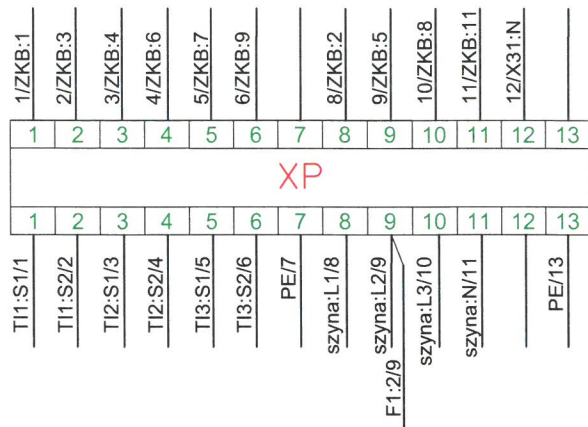 1/ZKB:1
2/ZKB:3
3/ZKB:4
4/ZKB:6
5/ZKB:7
6/ZKB:9
8/ZKB:2
9/ZKB:5
10/ZKB:8
11/ZKB:11
12/X31:N
1 2 3 4 5 6 7 8 9 10 11 12 13
XP
1 2 3 4 5 6 7 8 9 10 11 12 13
TI1:S1/1
TI1:S2/2
TI2:S1/3
TI2:S2/4
TI3:S1/5
TI3:S2/6
PE/7
szyna:L1/8
szyna:L2/9
F1:2/9
szyna:L3/10
szyna:N/11
PE/13